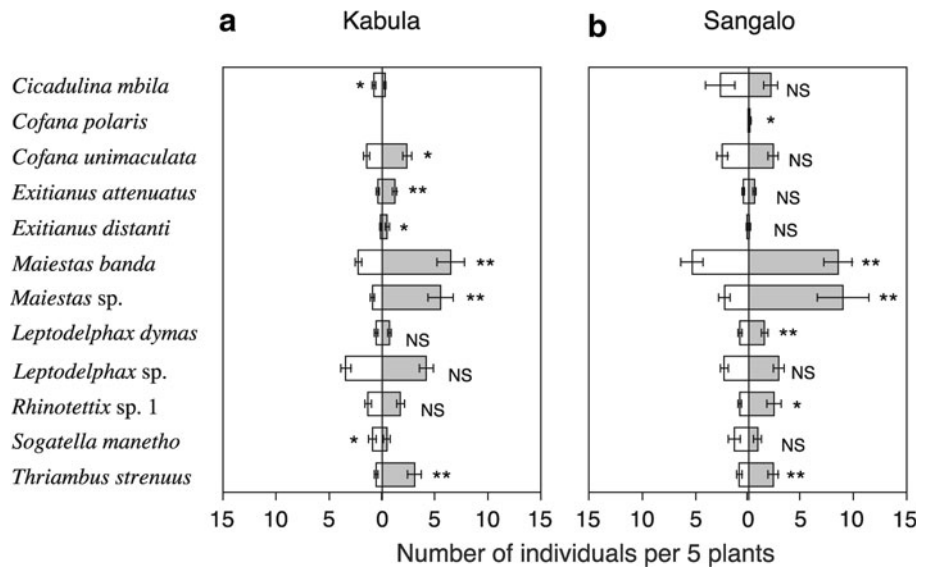 a Kabula b Sangalo
Cicadulina mbila * NS
Cofana polaris *
Cofana unimaculata * NS
Exitianus attenuatus ** NS
Exitianus distanti * NS
Maiestas banda ** **
Maiestas sp. ** **
Leptodelphax dymas NS **
Leptodelphax sp. NS NS
Rhinotettix sp. 1 NS *
Sogatella manetho * NS
Thriambus strenuus ** **
15 10 5 0 5 10 15 15 10 5 0 5 10 15
Number of individuals per 5 plants